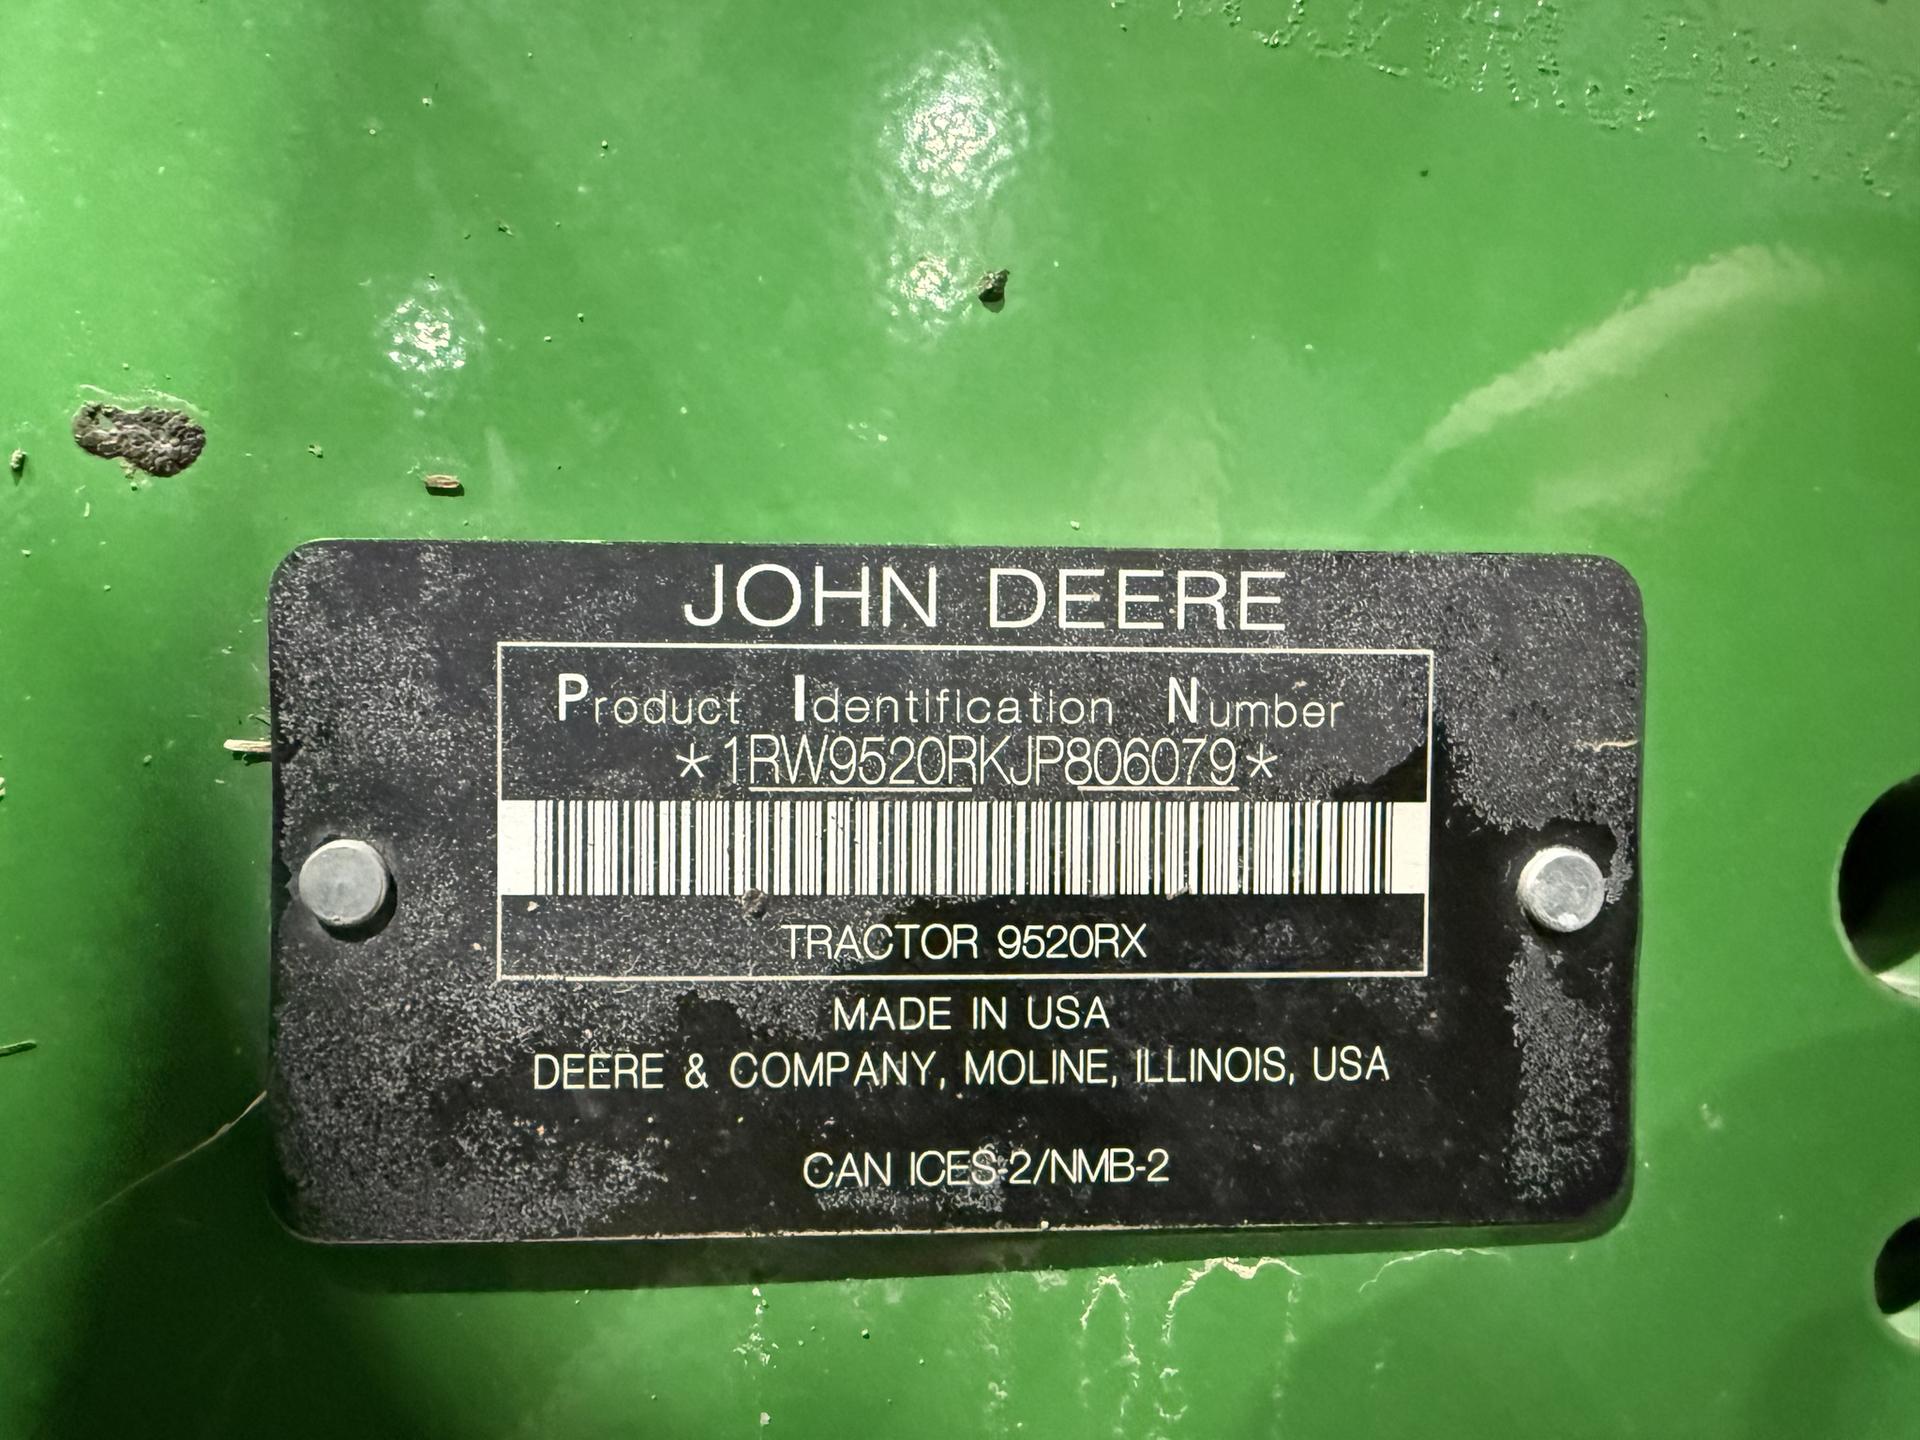 JOHN DEERE
Product Identification Number
*1RW9520RKJP806079*
TRACTOR 9520RX
MADE IN USA
DEERE & COMPANY, MOLINE, ILLINOIS, USA
CAN ICES-2/NMB-2